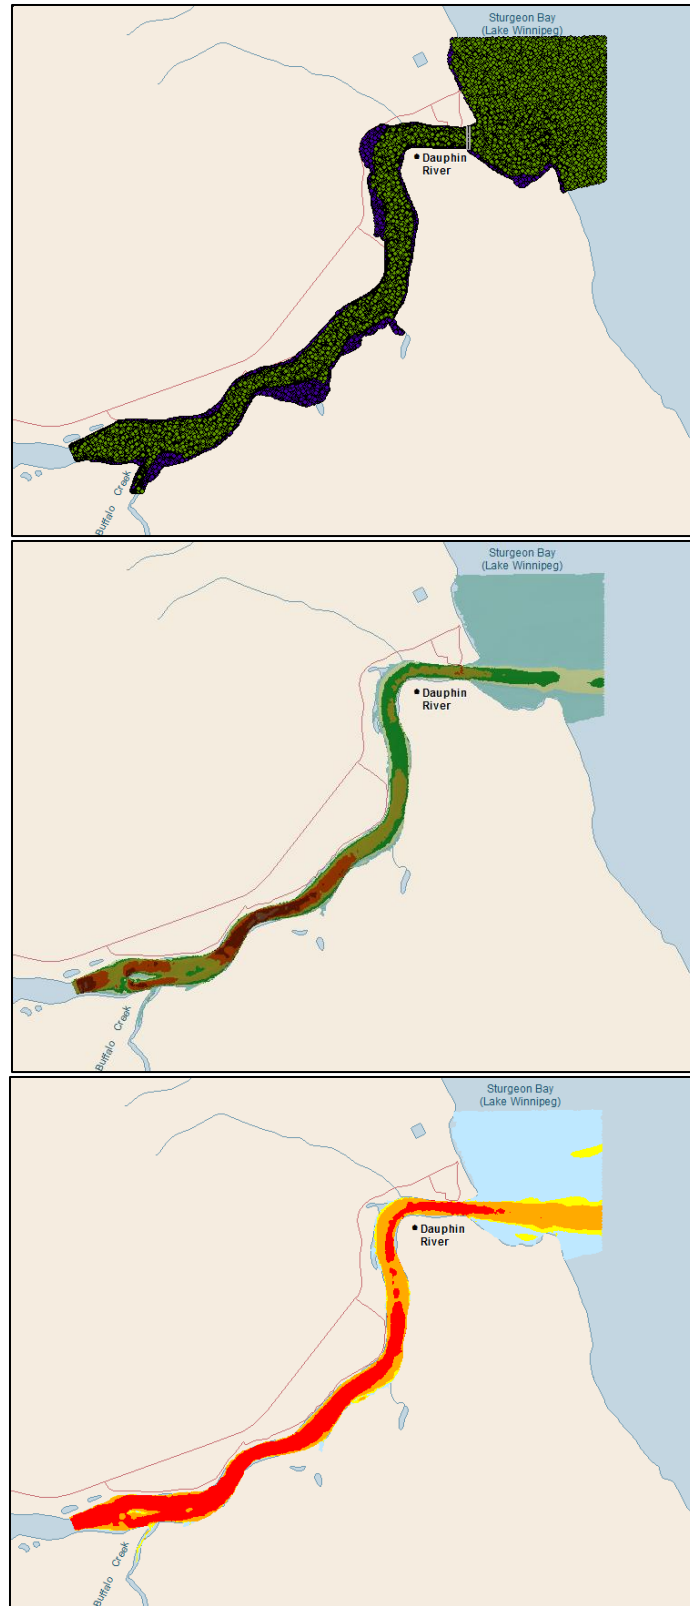 Sturgeon Bay
(Lake Winnipeg)
Dauphin
River
Buffalo Creek
Sturgeon Bay
(Lake Winnipeg)
Dauphin
River
Buffalo Creek
Sturgeon Bay
(Lake Winnipeg)
Dauphin
River
Buffalo Creek